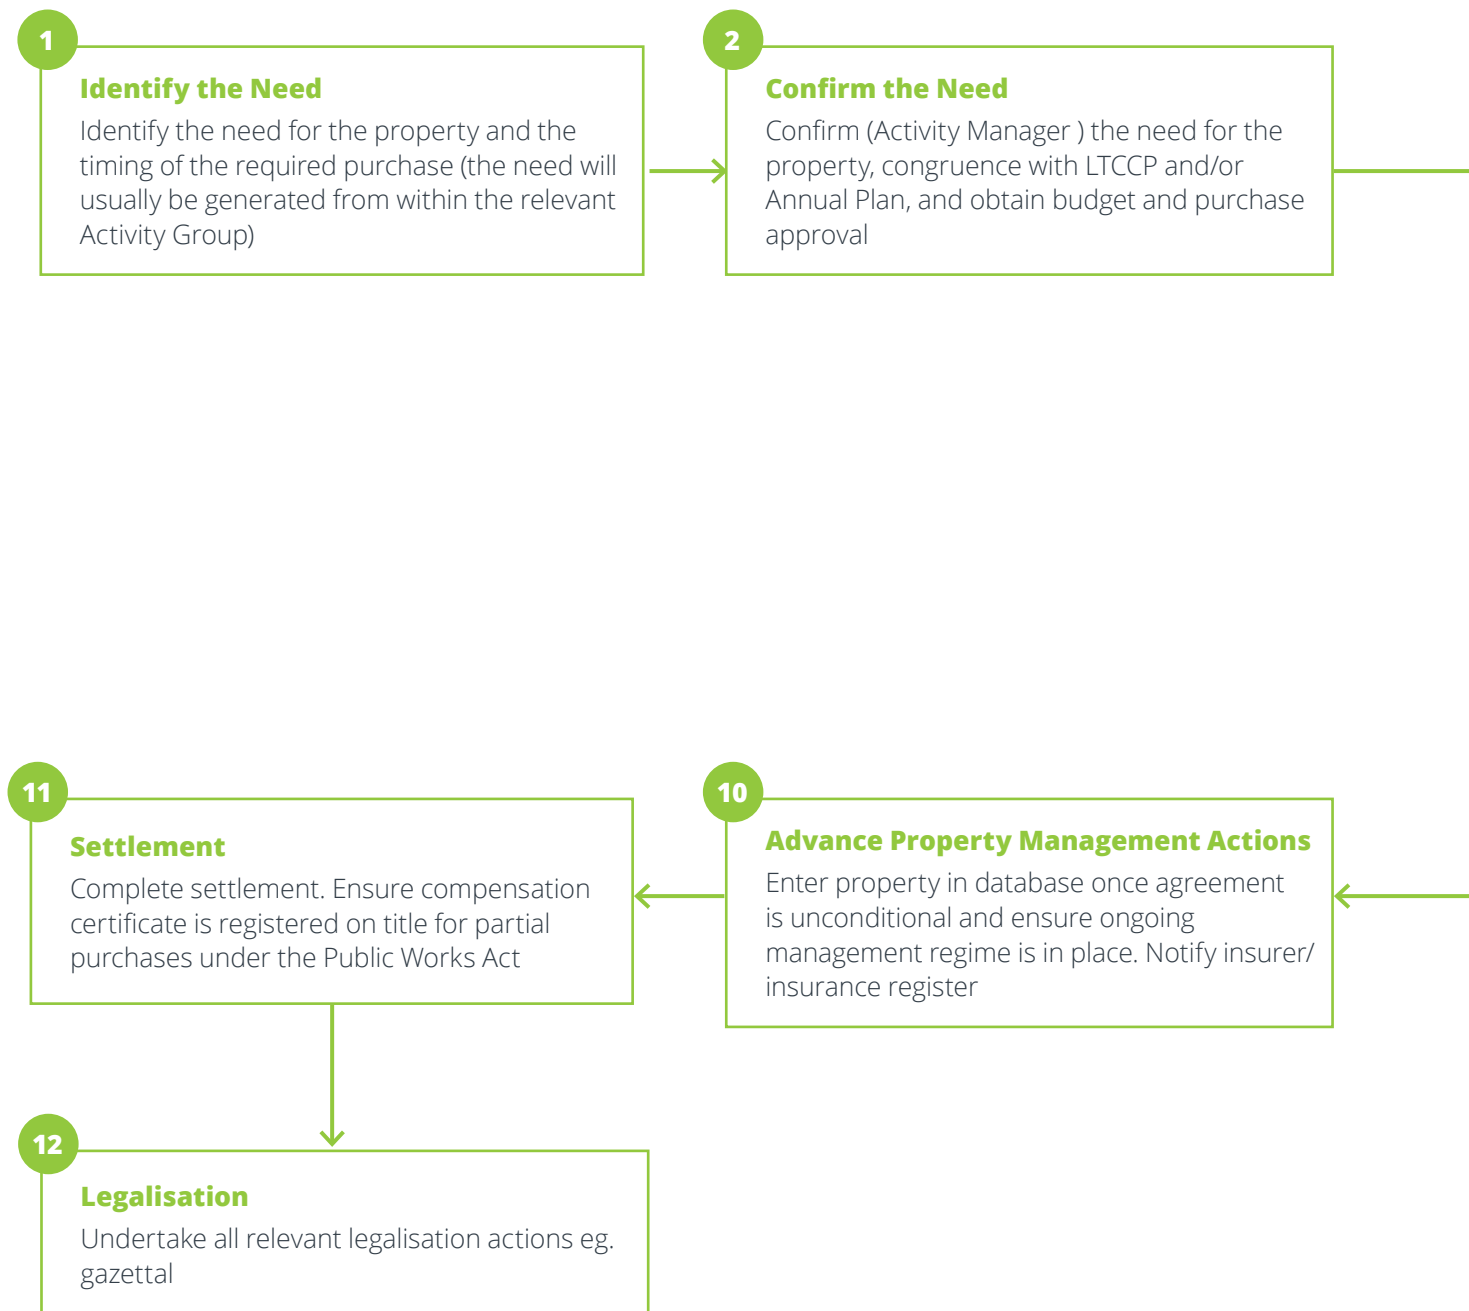 1
Identify the Need
Identify the need for the property and the
timing of the required purchase (the need will
usually be generated from within the relevant
Activity Group)
2
Confirm the Need
Confirm (Activity Manager ) the need for the
property, congruence with LTCCP and/or
Annual Plan, and obtain budget and purchase
approval
11
Settlement
Complete settlement. Ensure compensation
certificate is registered on title for partial
purchases under the Public Works Act
10
Advance Property Management Actions
Enter property in database once agreement
is unconditional and ensure ongoing
management regime is in place. Notify insurer/
insurance register
12
Legalisation
Undertake all relevant legalisation actions eg.
gazettal